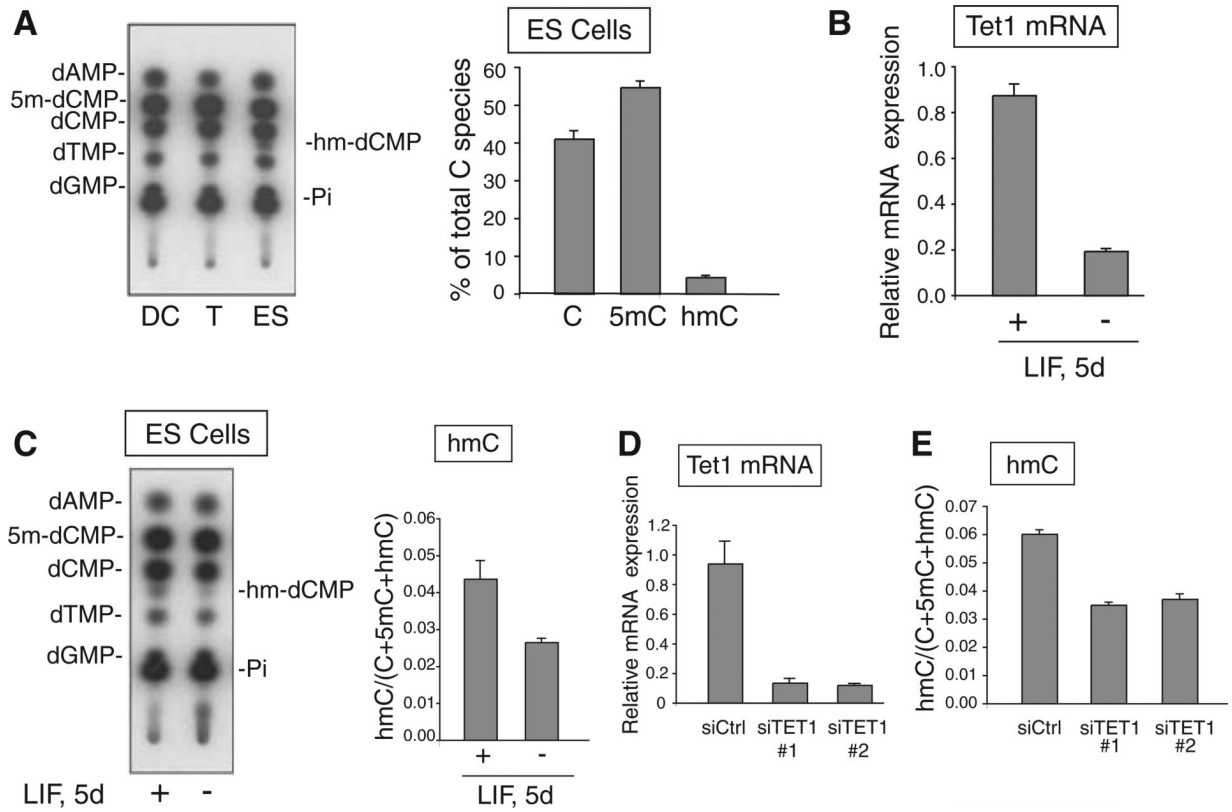 A
dAMP-
5m-dCMP-
dCMP-
dTMP-
dGMP-
-hm-dCMP
-Pi
DC T ES
ES Cells
% of total C species
60
50
40
30
20
10
0
C 5mC hmC
B
Tet1 mRNA
Relative mRNA expression
1.0
0.8
0.6
0.4
0.2
0.0
+ -
LIF, 5d
C
ES Cells
dAMP-
5m-dCMP-
dCMP-
dTMP-
dGMP-
-hm-dCMP
-Pi
LIF, 5d + -
hmC
hmC/(C+5mC+hmC)
0.06
0.05
0.04
0.03
0.02
0.01
0.00
+ -
LIF, 5d
D
Tet1 mRNA
Relative mRNA expression
1.2
1.0
0.8
0.6
0.4
0.2
0
siCtrl siTET1 siTET1
#1 #2
E
hmC
hmC/(C+5mC+hmC)
0.07
0.06
0.05
0.04
0.03
0.02
0.01
0.00
siCtrl siTET1 siTET1
#1 #2